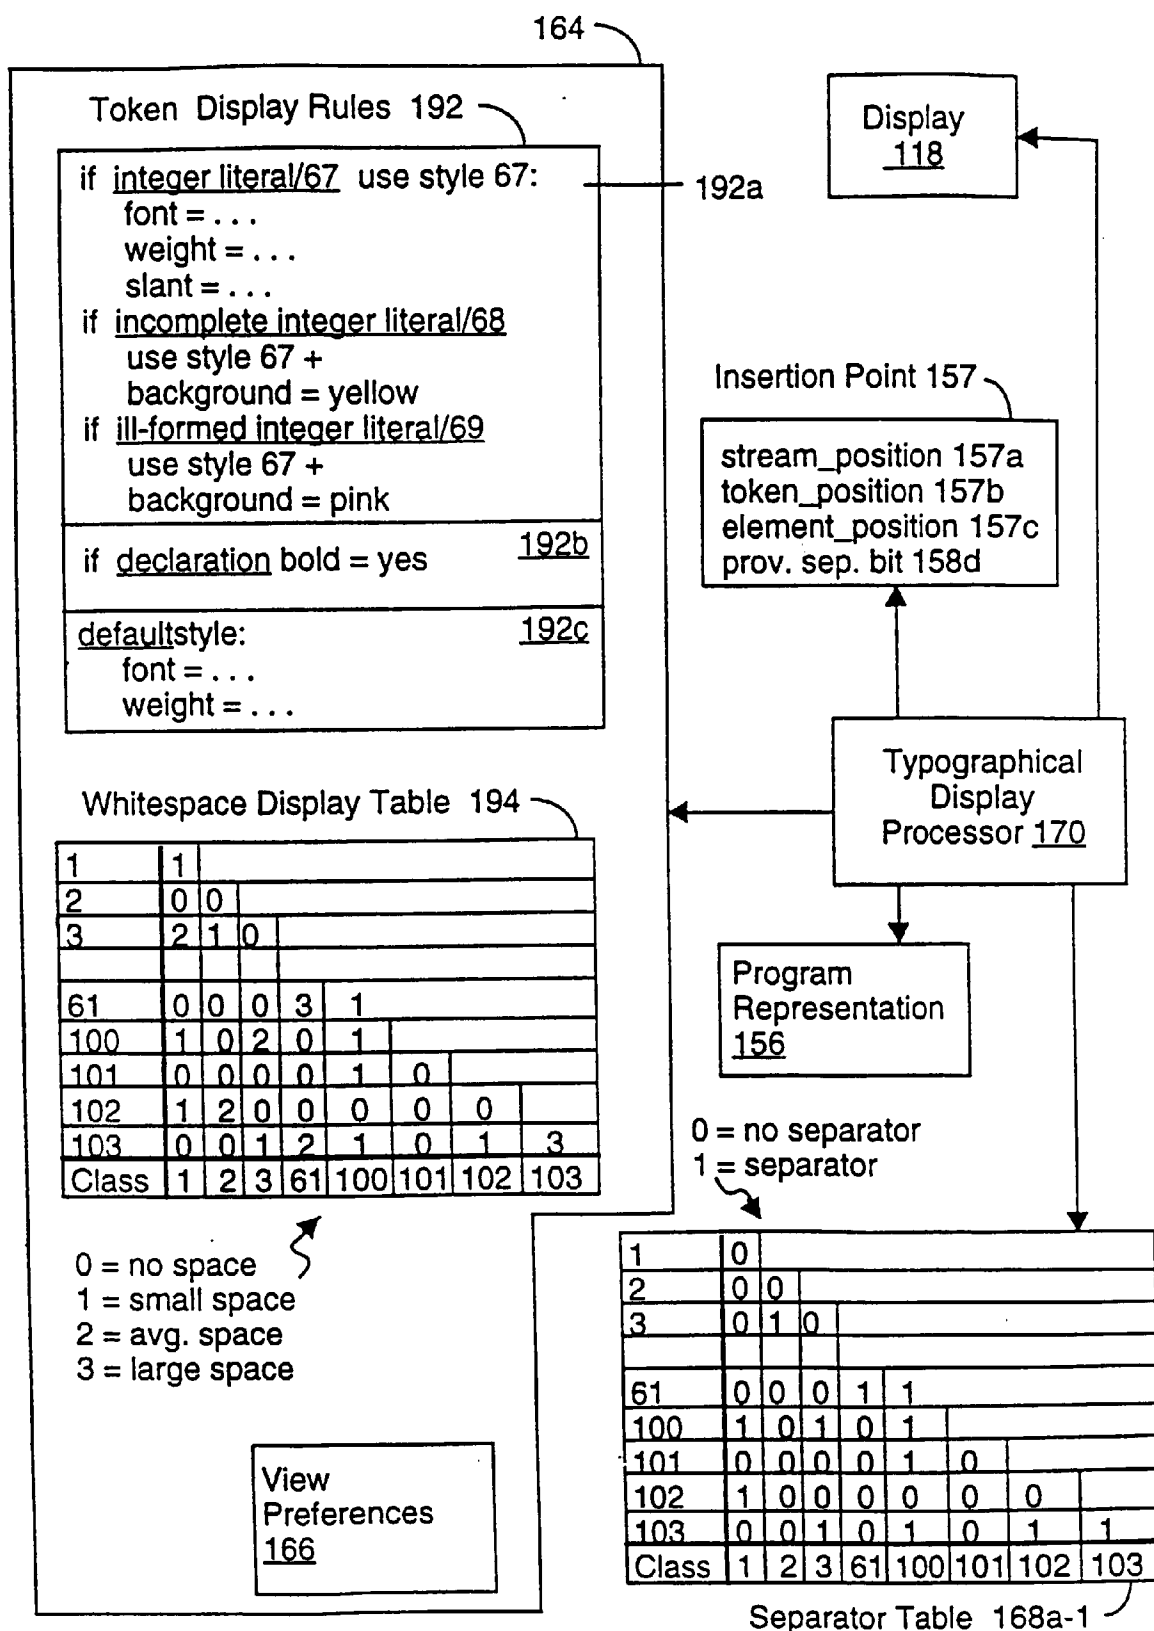 164
Token Display Rules 192
if integer literal/67 use style 67:
font = . . .
weight = . . .
slant = . . .
if incomplete integer literal/68
use style 67 +
background = yellow
if ill-formed integer literal/69
use style 67 +
background = pink
192a
if declaration bold = yes 192b
defaultstyle: 192c
font = . . .
weight = . . .
Display
118
Insertion Point 157
stream_position 157a
token_position 157b
element_position 157c
prov. sep. bit 158d
Typographical
Display
Processor 170
Whitespace Display Table 194
1 1
2 0 0
3 2 1 0
61 0 0 0 3 1
100 1 0 2 0 1
101 0 0 0 0 1 0
102 1 2 0 0 0 0 0
103 0 0 1 2 1 0 1 3
Class 1 2 3 61 100 101 102 103
0 = no space
1 = small space
2 = avg. space
3 = large space
View
Preferences
166
Program
Representation
156
0 = no separator
1 = separator
1 0
2 0 0
3 0 1 0
61 0 0 0 1 1
100 1 0 1 0 1
101 0 0 0 0 1 0
102 1 0 0 0 0 0 0
103 0 0 1 0 1 0 1 1
Class 1 2 3 61 100 101 102 103
Separator Table 168a-1